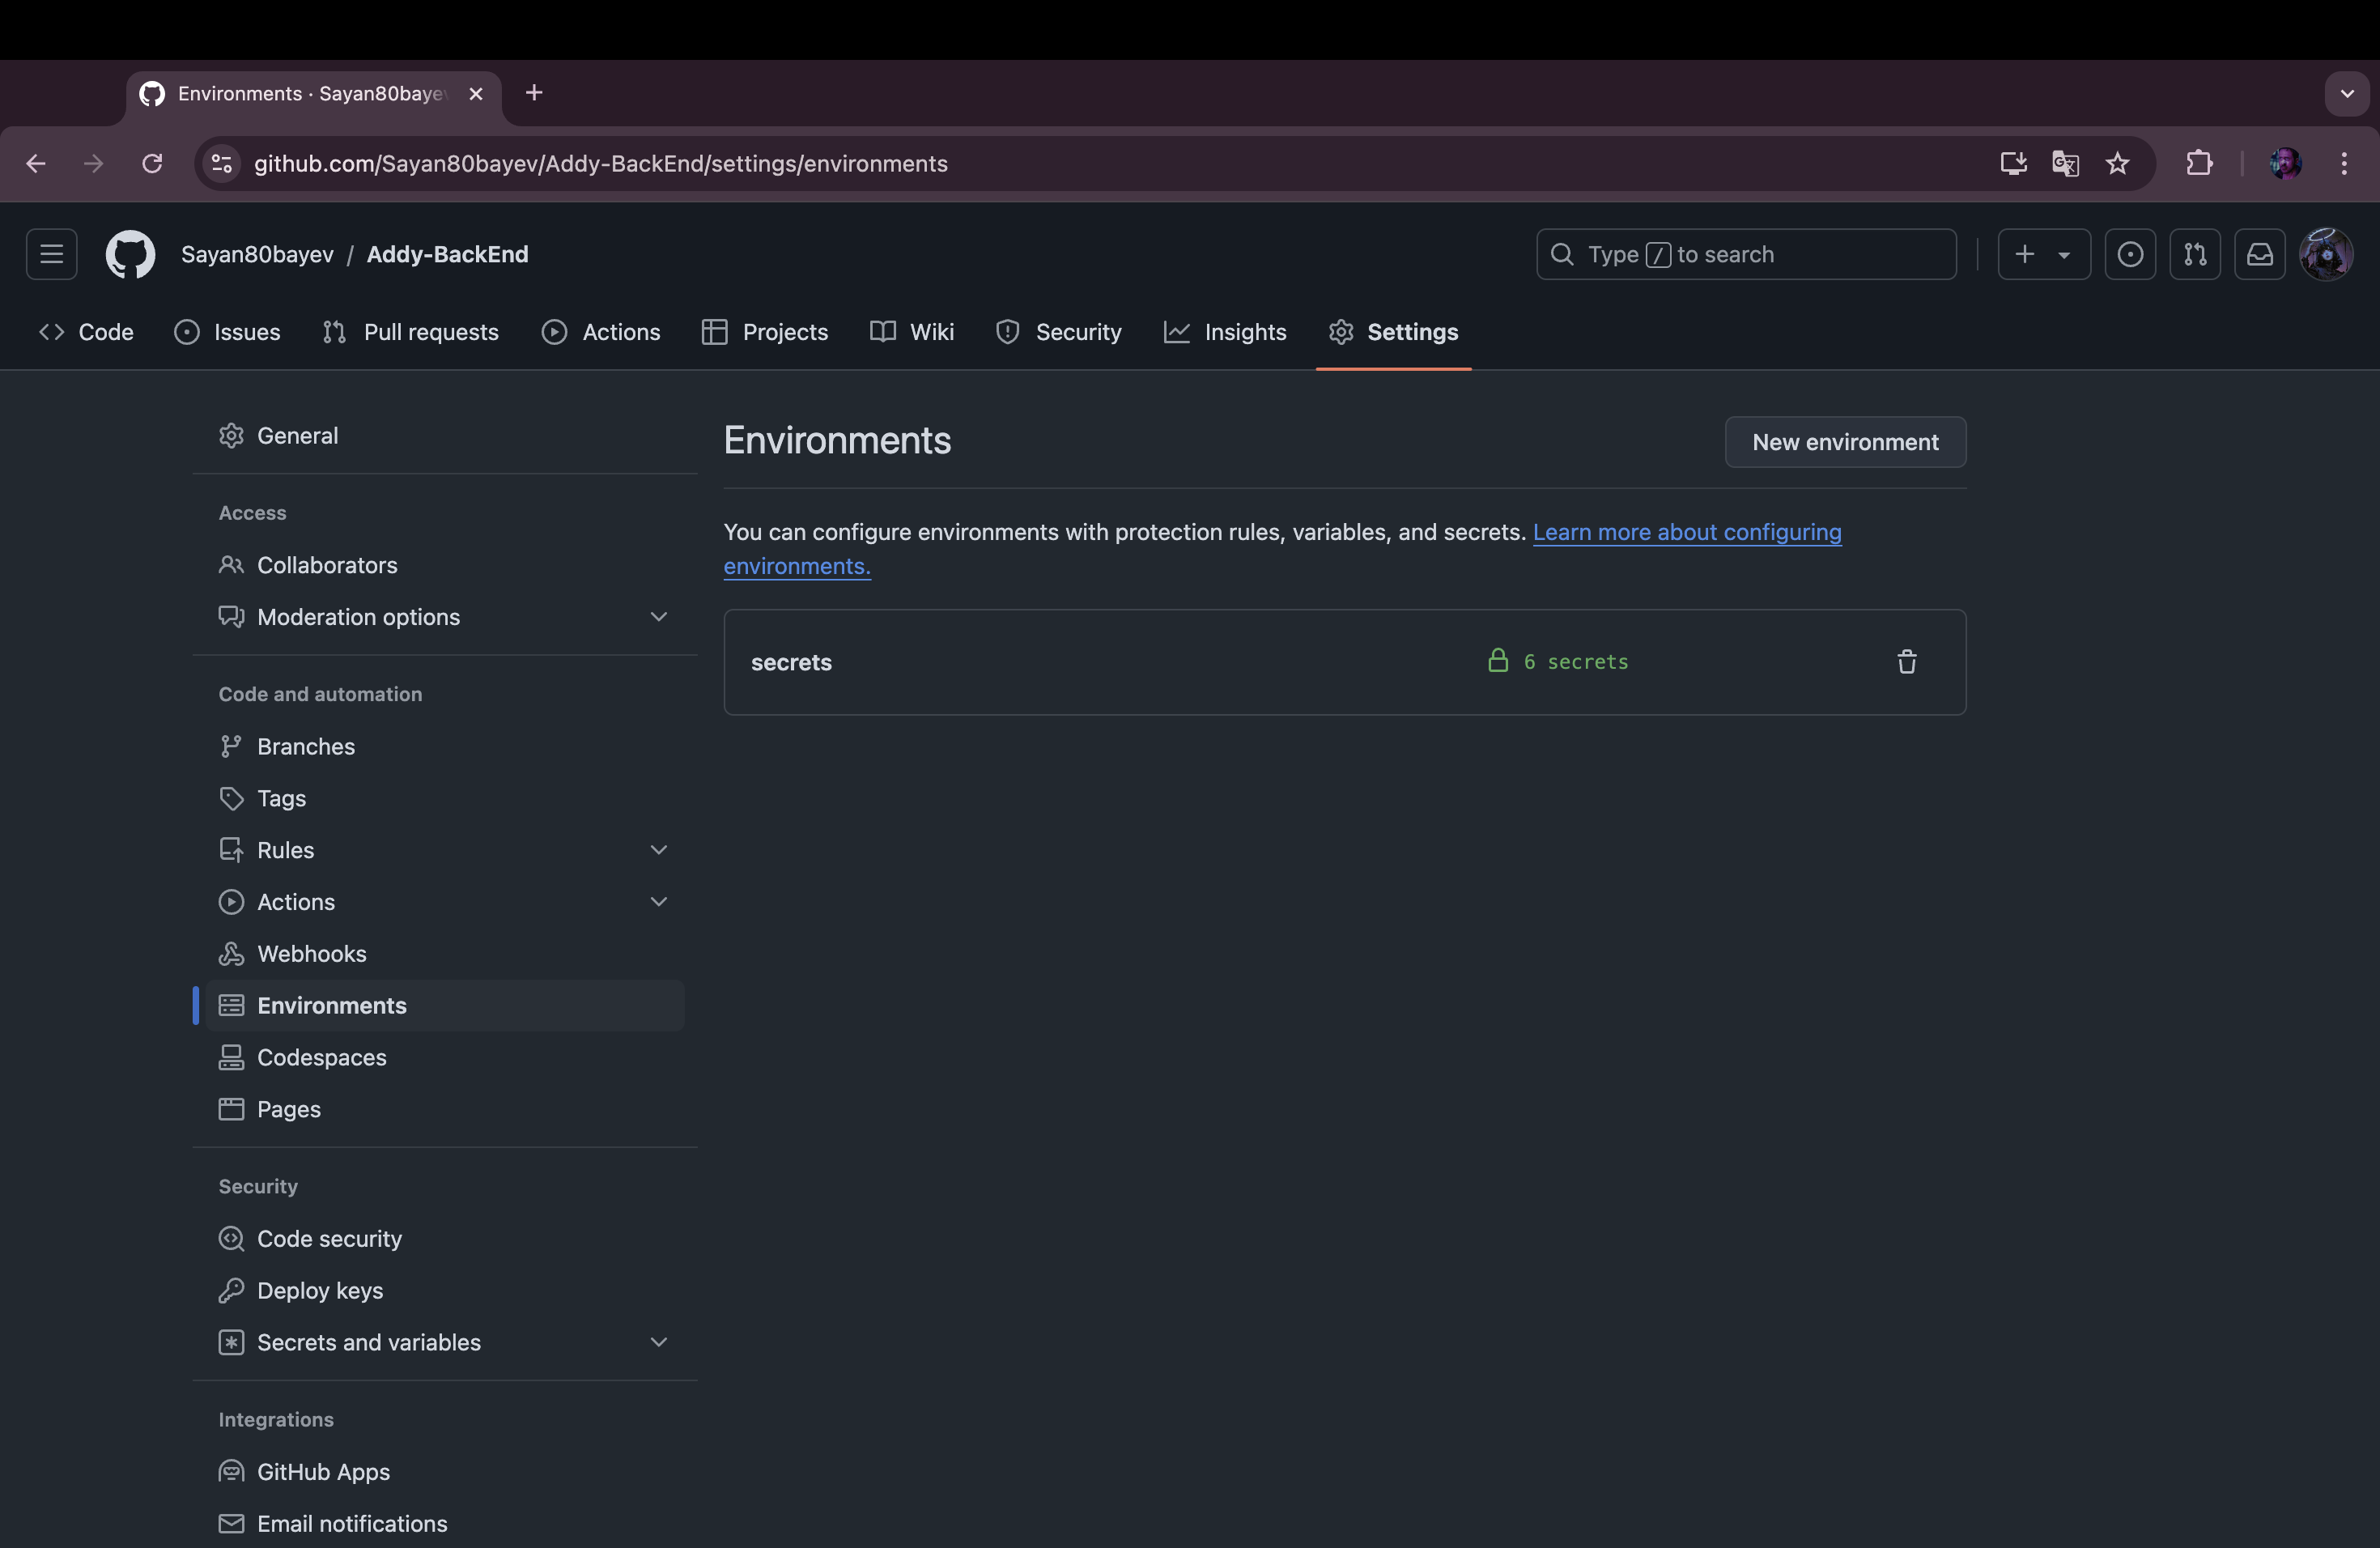 Environments · Sayan80baye
github.com/Sayan80bayev/Addy-BackEnd/settings/environments
Sayan80bayev / Addy-BackEnd
Type / to search
Code
Issues
Pull requests
Actions
Projects
Wiki
Security
Insights
Settings
General
Access
Collaborators
Moderation options
Code and automation
Branches
Tags
Rules
Actions
Webhooks
Environments
Codespaces
Pages
Security
Code security
Deploy keys
Secrets and variables
Integrations
GitHub Apps
Email notifications
Environments
New environment
You can configure environments with protection rules, variables, and secrets. Learn more about configuring
environments.
secrets
6 secrets